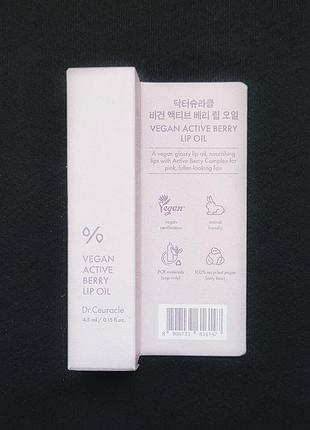 %
VEGAN
ACTIVE
BERRY
LIP OIL
Dr.Ceuracle
4.5 ml / 0.15 fl.oz.
닥터슈라클
비건 액티브 베리 립 오일
VEGAN ACTIVE BERRY
LIP OIL
A vegan glossy lip oil, nourishing
lips with Active Berry Complex for
pink, fuller-looking lips
Vegan
vegan
certification
animal
friendly
PCR materials
(cap only)
100% recycled paper
(unty box)